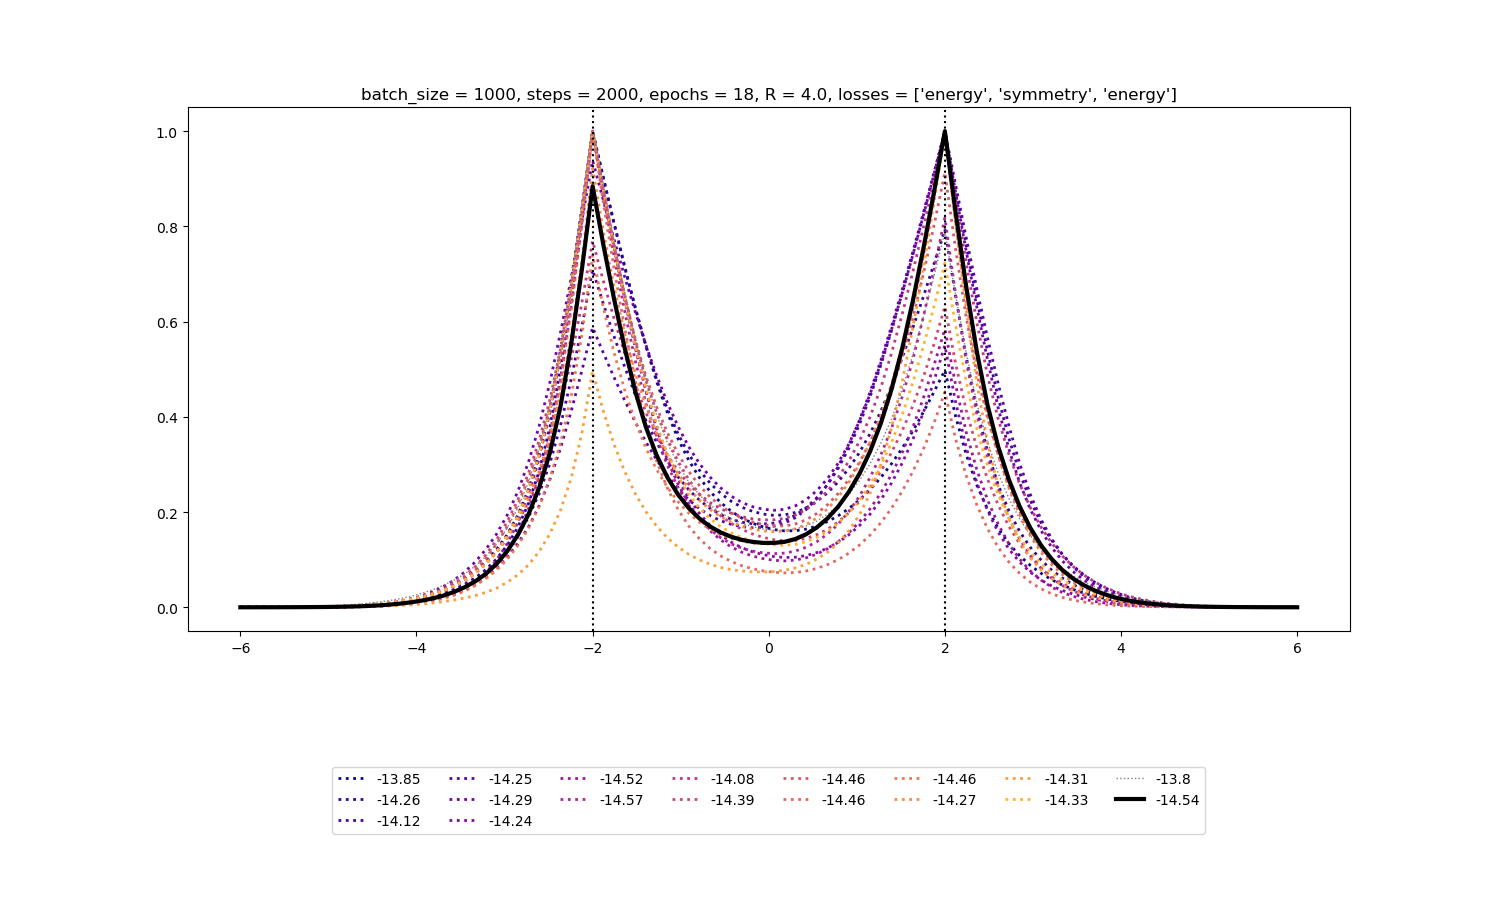 batch_size = 1000, steps = 2000, epochs = 18, R = 4.0, losses = ['energy', 'symmetry', 'energy']
1.0
0.8
0.6
0.4
0.2
0.0
−6 −4 −2 0 2 4 6
-13.85 -14.25 -14.52 -14.08 -14.46 -14.46 -14.31 -13.8
-14.26 -14.29 -14.57 -14.39 -14.46 -14.27 -14.33 -14.54
-14.12 -14.24